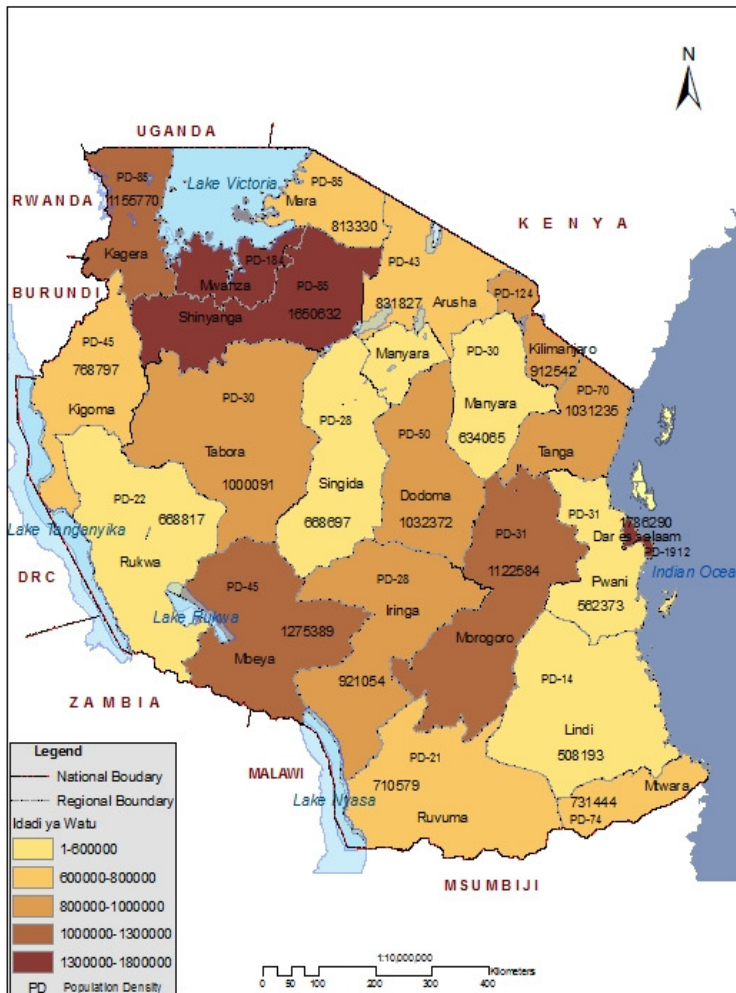 N
UGANDA
Lake Victoria
PD-85
1155770
Kagera
PD-85
Mara
813330
RWANDA
KENYA
PD-184
Mwanza
PD-85
1650632
Shinyanga
PD-43
831827
Arusha
PD-124
Kilimanjaro
912542
BURUNDI
PD-45
768797
Kigoma
Manyara
PD-30
Manyara
634065
PD-70
1031235
Tanga
PD-30
Tabora
1000091
PD-28
Singida
668697
PD-50
Dodoma
1032372
PD-22
668817
Rukwa
Lake Tanganyika
PD-31
1122584
Morogoro
PD-31
1786290
Dar es salaam
PD-1912
Pwani
562373
Indian Ocea
DRC
PD-45
1275389
Mbeya
Lake Rukwa
PD-28
Iringa
921054
ZAMBIA
PD-14
Lindi
508193
MALAWI
Lake Nyasa
PD-21
710579
Ruvuma
Mtwara
731444
PD-74
MSUMBIJI
Legend
National Boudary
Regional Boundary
Idadi ya Watu
1-600000
600000-800000
800000-1000000
1000000-1300000
1300000-1800000
PD Population Density
1:10,000,000
Kilometers
0 50 100 200 300 400